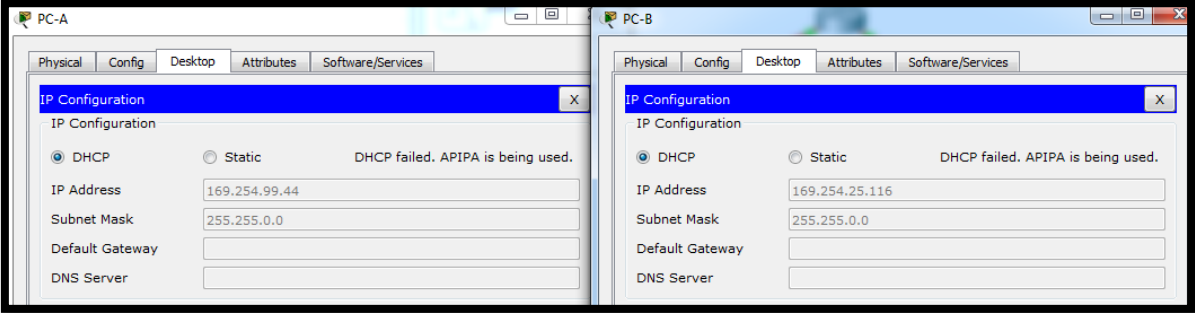 PC-A
Physical Config Desktop Attributes Software/Services
IP Configuration X
IP Configuration
DHCP Static DHCP failed. APIPA is being used.
IP Address 169.254.99.44
Subnet Mask 255.255.0.0
Default Gateway
DNS Server
PC-B
Physical Config Desktop Attributes Software/Services
IP Configuration X
IP Configuration
DHCP Static DHCP failed. APIPA is being used.
IP Address 169.254.25.116
Subnet Mask 255.255.0.0
Default Gateway
DNS Server